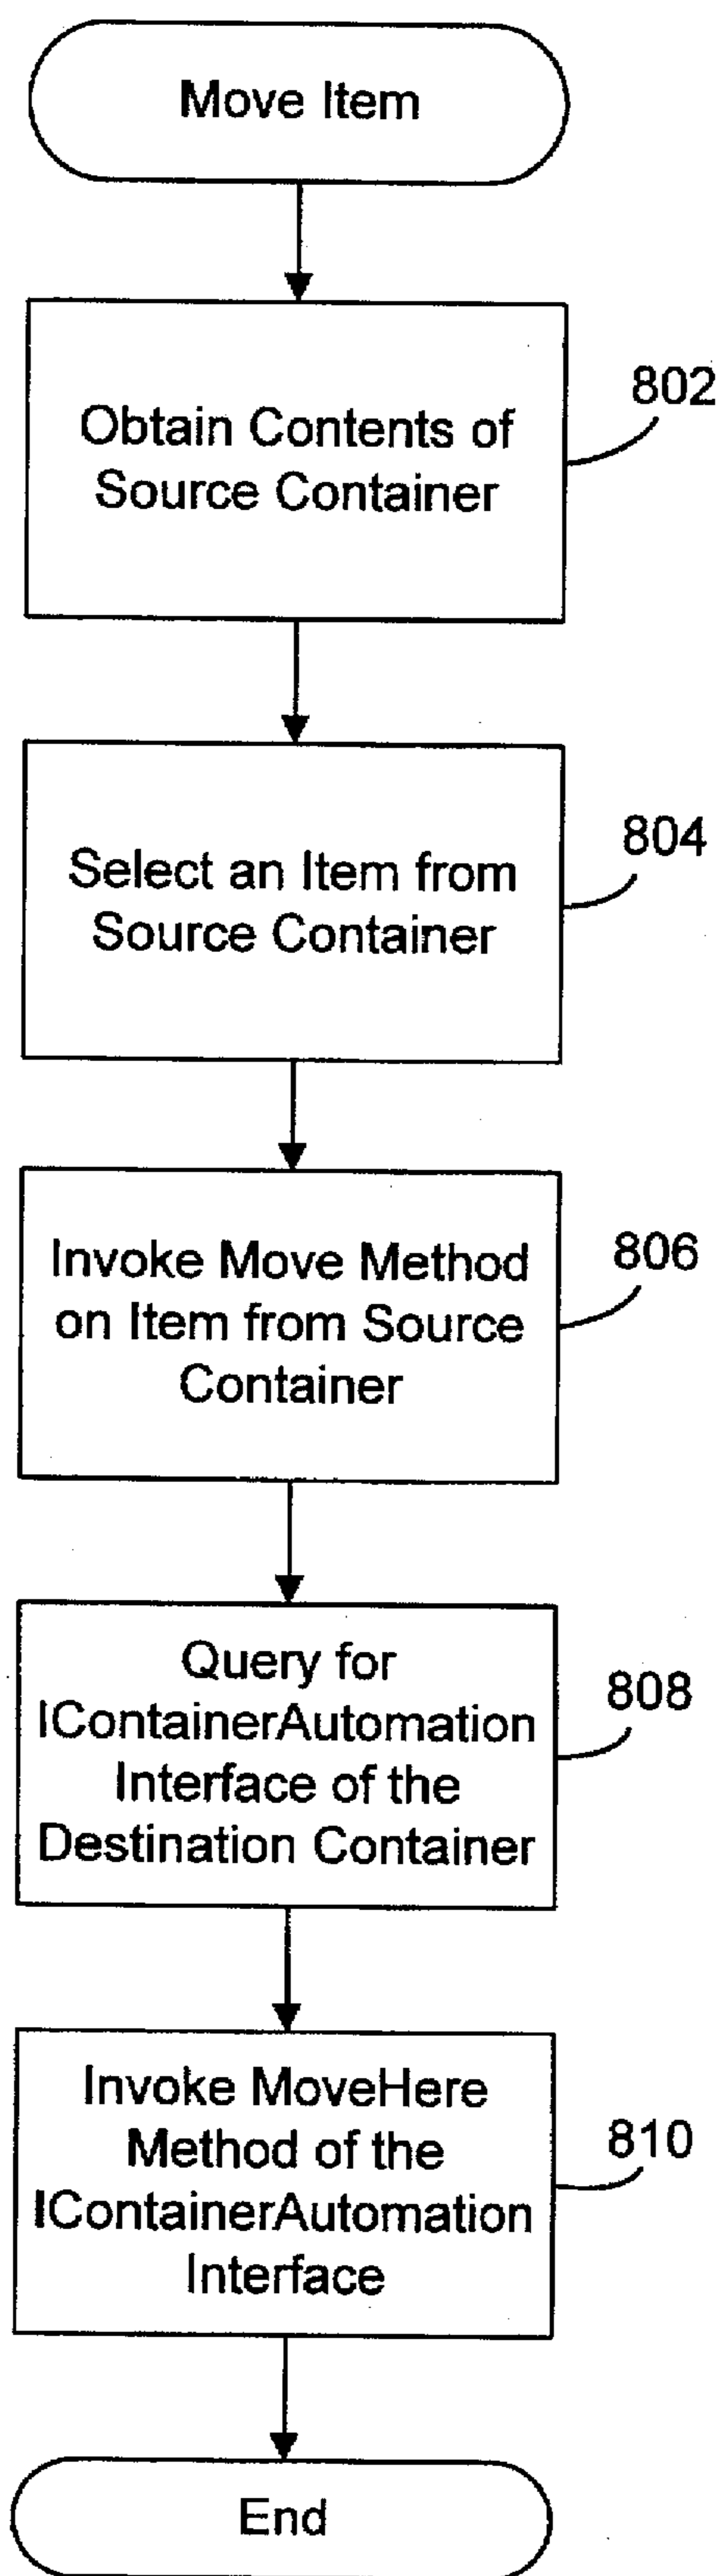 Move Item
802
Obtain Contents of
Source Container
804
Select an Item from
Source Container
806
Invoke Move Method
on Item from Source
Container
808
Query for
IContainerAutomation
Interface of the
Destination Container
810
Invoke MoveHere
Method of the
IContainerAutomation
Interface
End